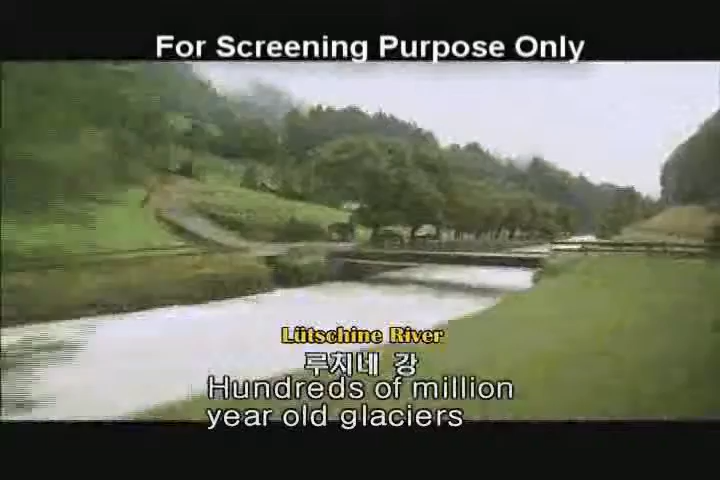 For Screening Purpose Only
Lütschine River
루치네 강
Hundreds of million
year old glaciers